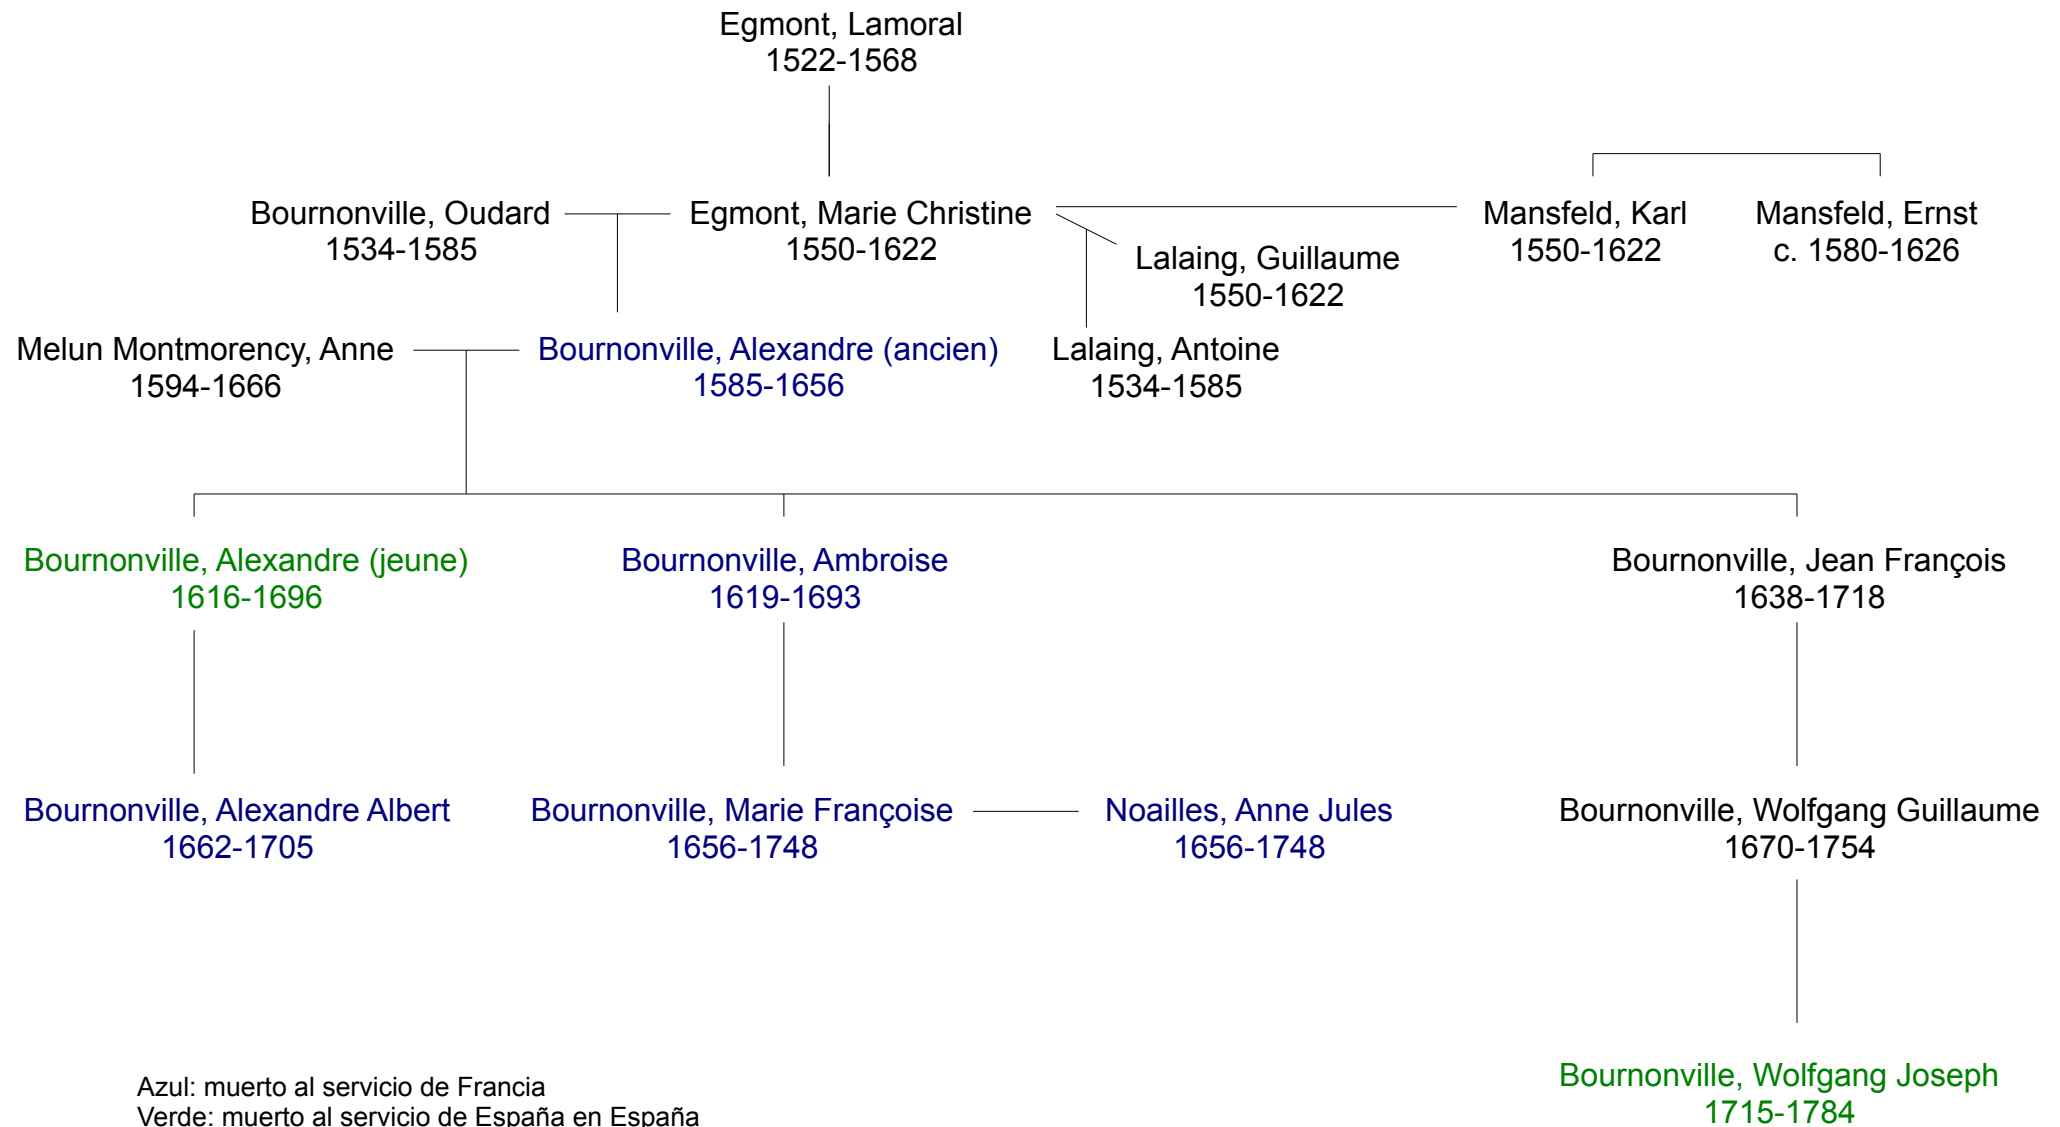 Egmont, Lamoral
1522-1568
Bournonville, Oudard
1534-1585
Egmont, Marie Christine
1550-1622
Mansfeld, Karl
1550-1622
Mansfeld, Ernst
c. 1580-1626
Lalaing, Guillaume
1550-1622
Melun Montmorency, Anne
1594-1666
Bournonville, Alexandre (ancien)
1585-1656
Lalaing, Antoine
1534-1585
Bournonville, Alexandre (jeune)
1616-1696
Bournonville, Ambroise
1619-1693
Bournonville, Jean François
1638-1718
Bournonville, Alexandre Albert
1662-1705
Bournonville, Marie Françoise
1656-1748
Noailles, Anne Jules
1656-1748
Bournonville, Wolfgang Guillaume
1670-1754
Bournonville, Wolfgang Joseph
1715-1784
Azul: muerto al servicio de Francia
Verde: muerto al servicio de España en España